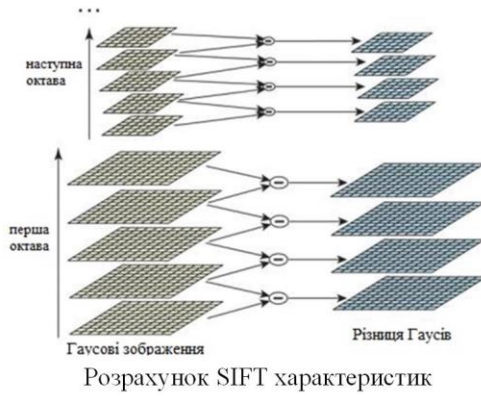 ...
наступна
октава
перша
октава
Гаусові зображення
Різниця Гаусів
Розрахунок SIFT характеристик